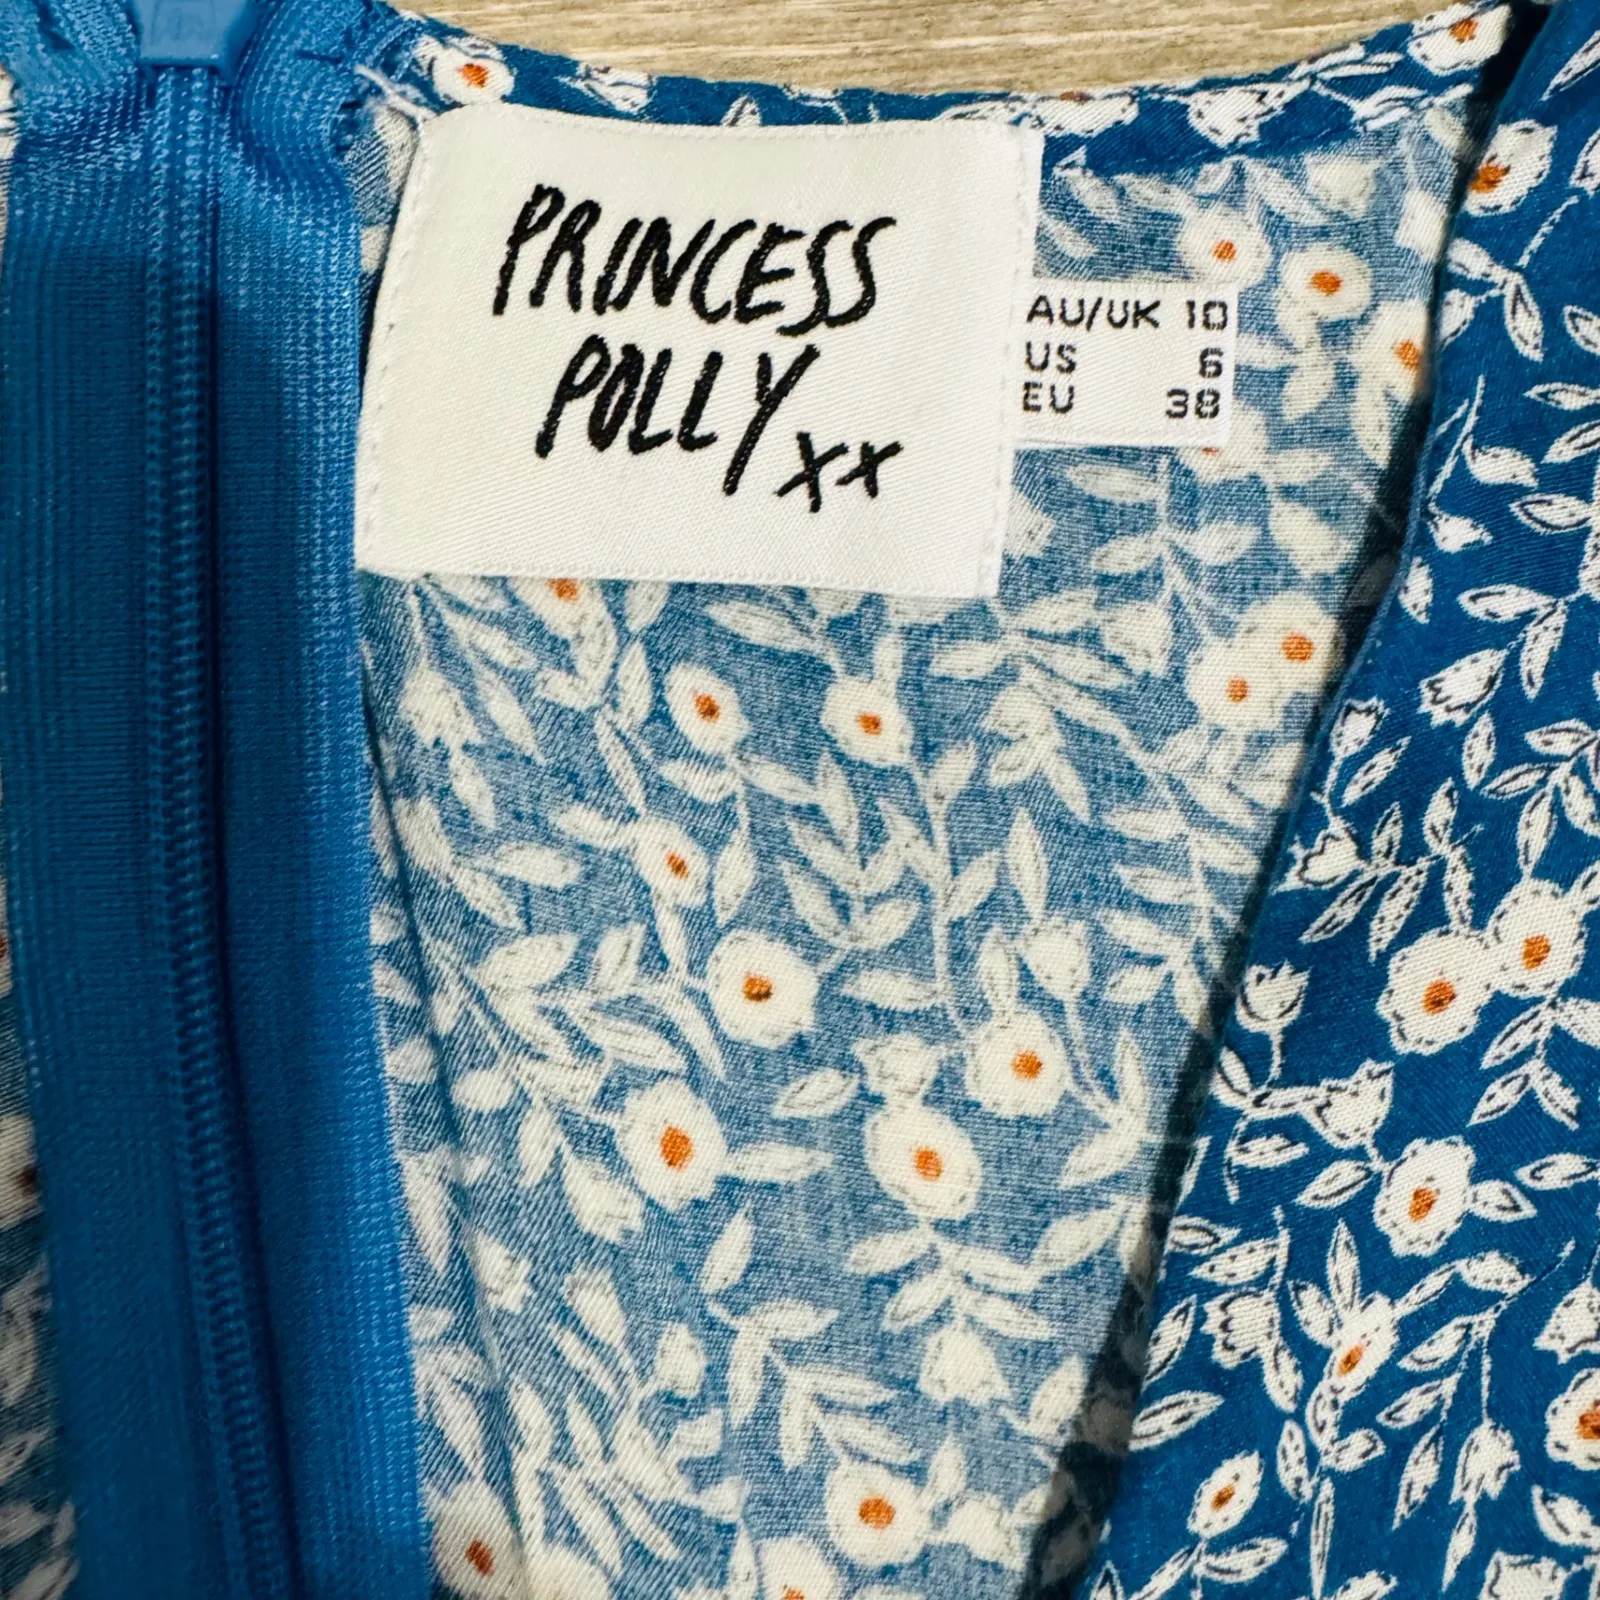 PRINCESS
POLLY xx
AU/UK 10
US 6
EU 38